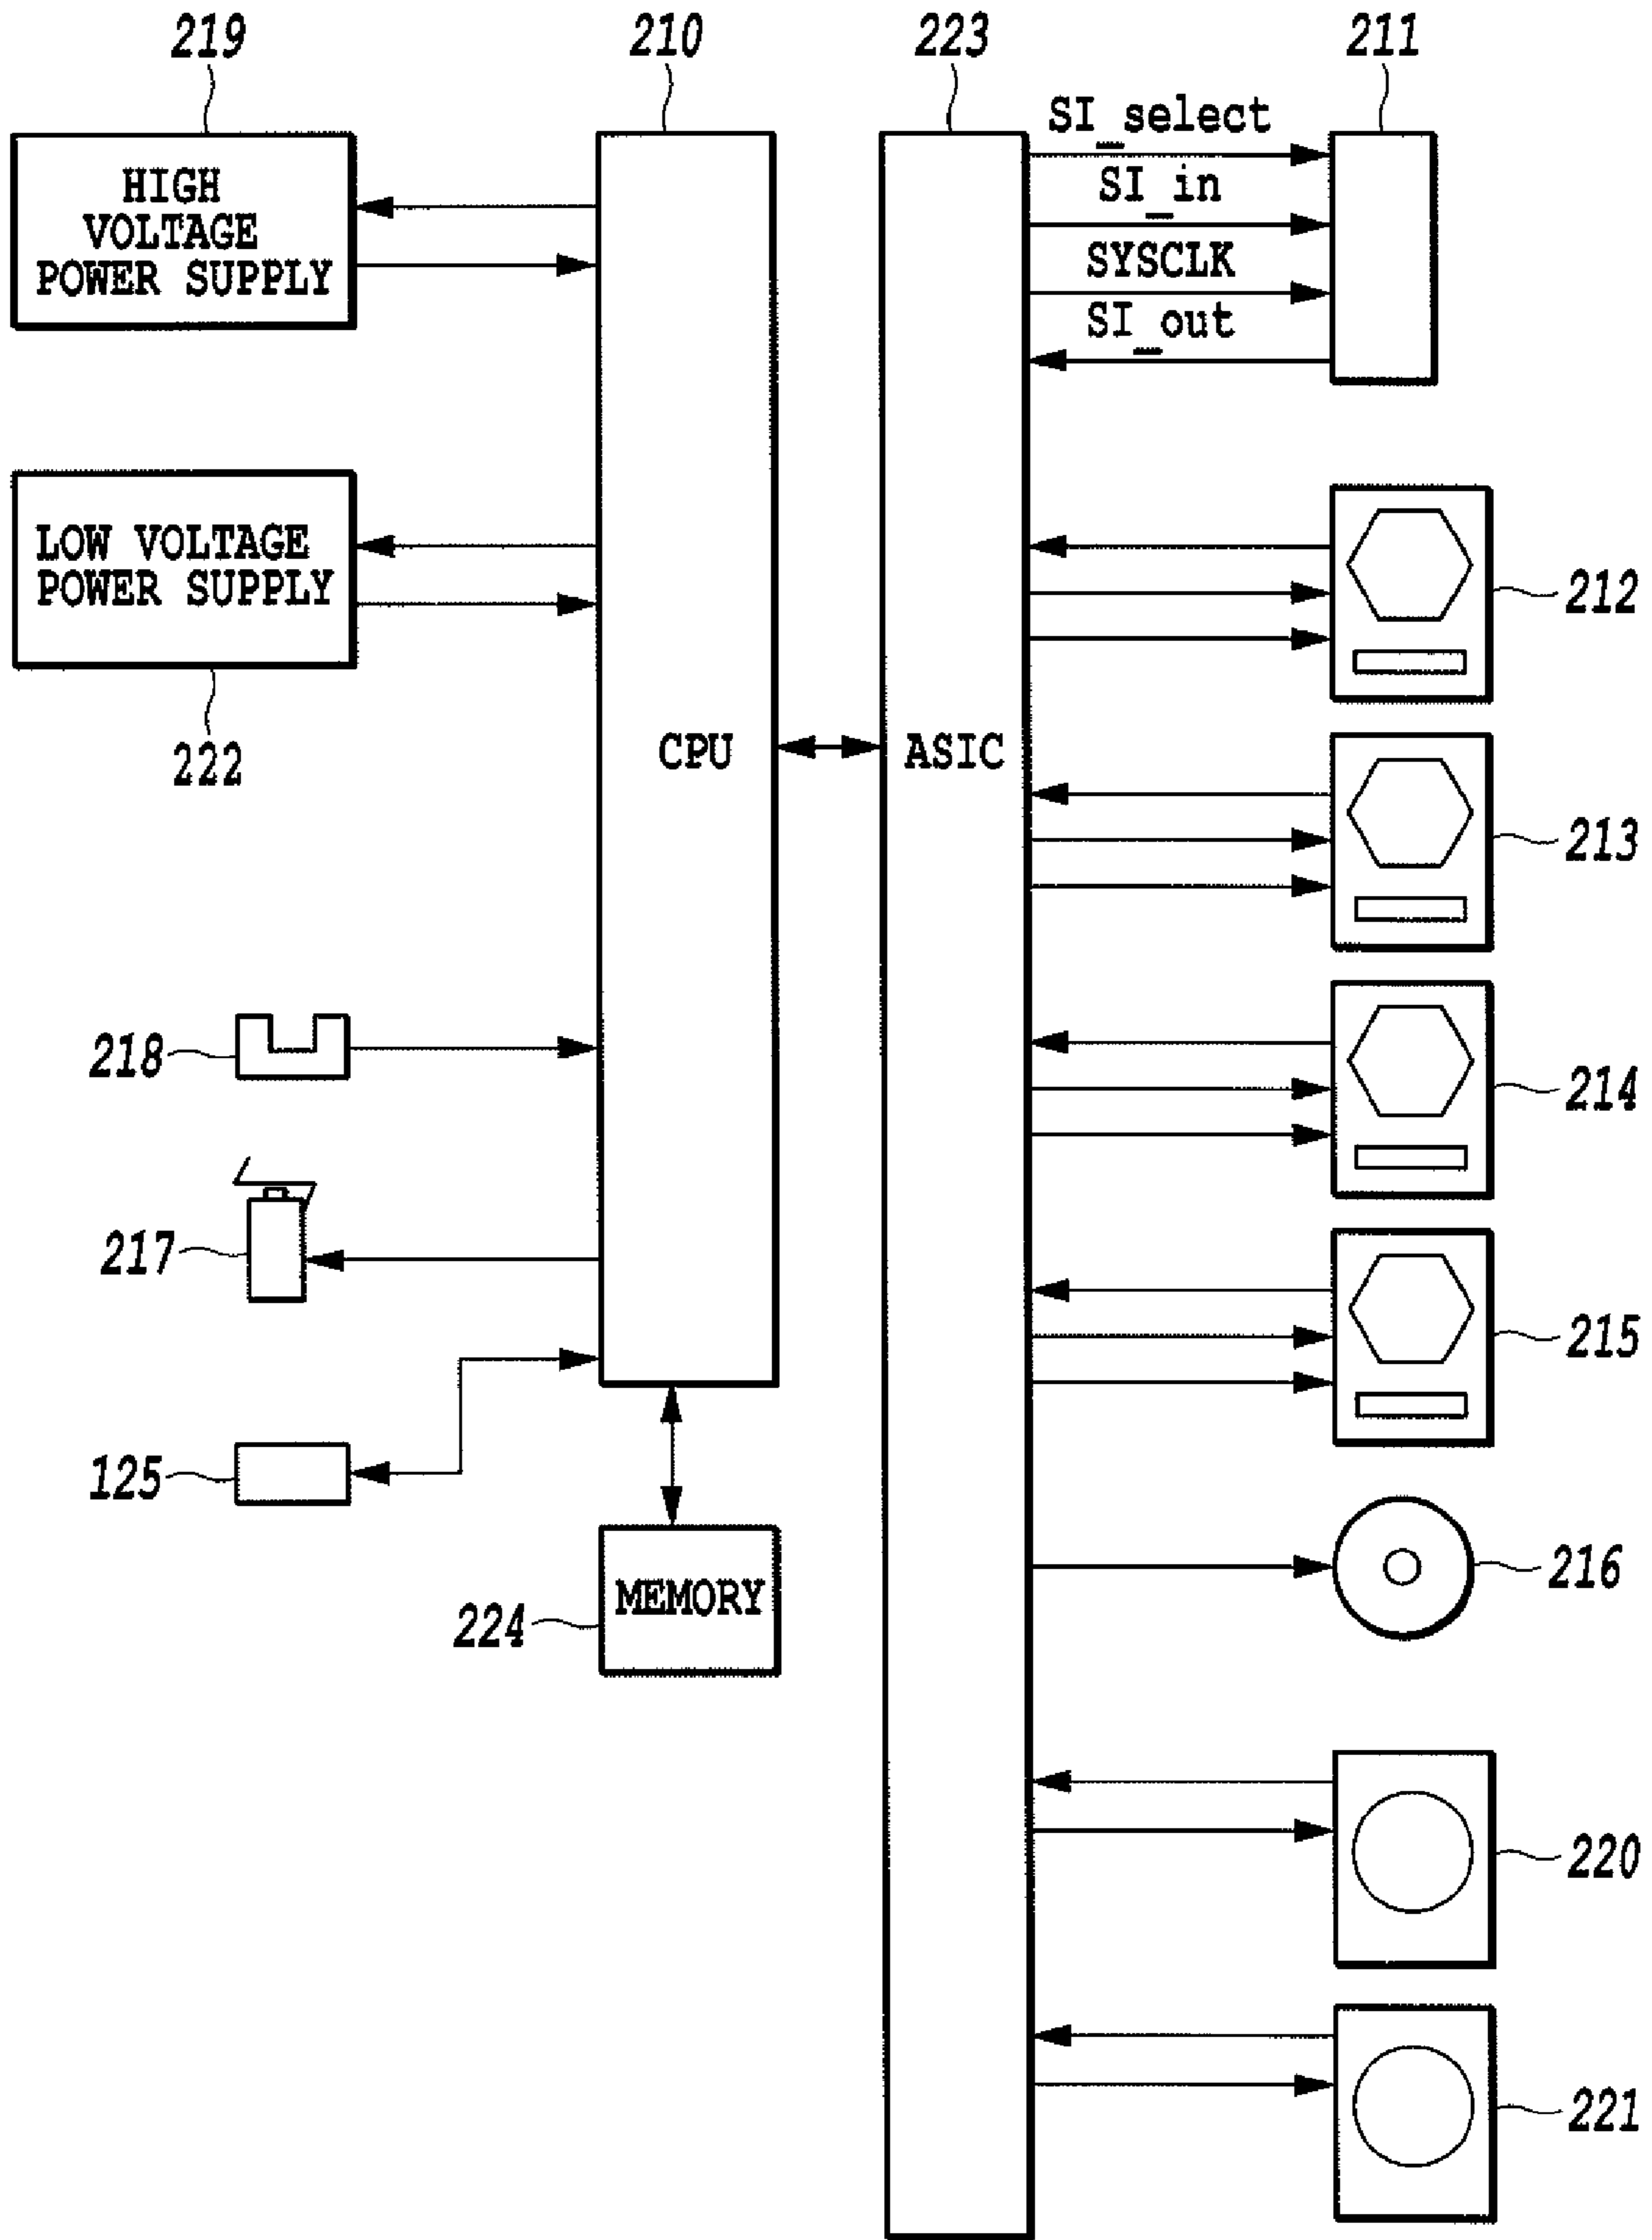 219
210
223
211
SI_select
SI_in
SYSCLK
SI_out
HIGH
VOLTAGE
POWER SUPPLY
LOW VOLTAGE
POWER SUPPLY
222
CPU
ASIC
212
213
218
214
217
215
125
216
MEMORY
224
220
221